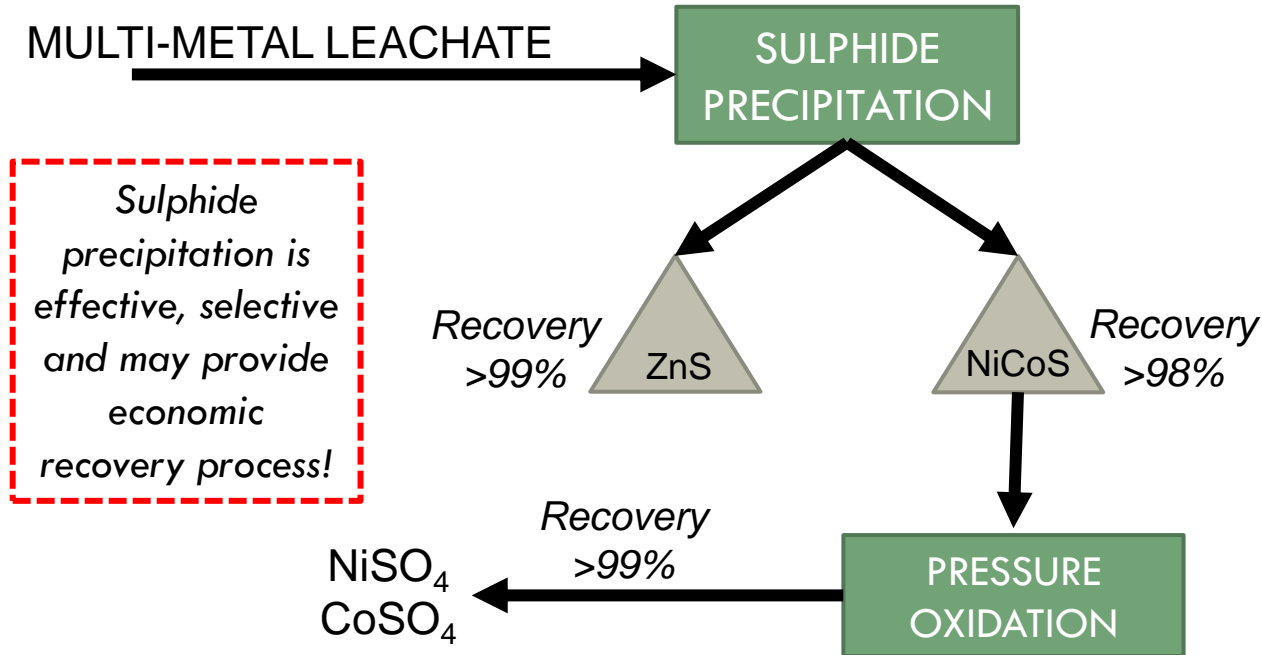 MULTI-METAL LEACHATE
SULPHIDE
PRECIPITATION
Sulphide
precipitation is
effective, selective
and may provide
economic
recovery process!
Recovery
>99%
ZnS
NiCoS
Recovery
>98%
Recovery
>99%
NiSO₄
CoSO₄
PRESSURE
OXIDATION